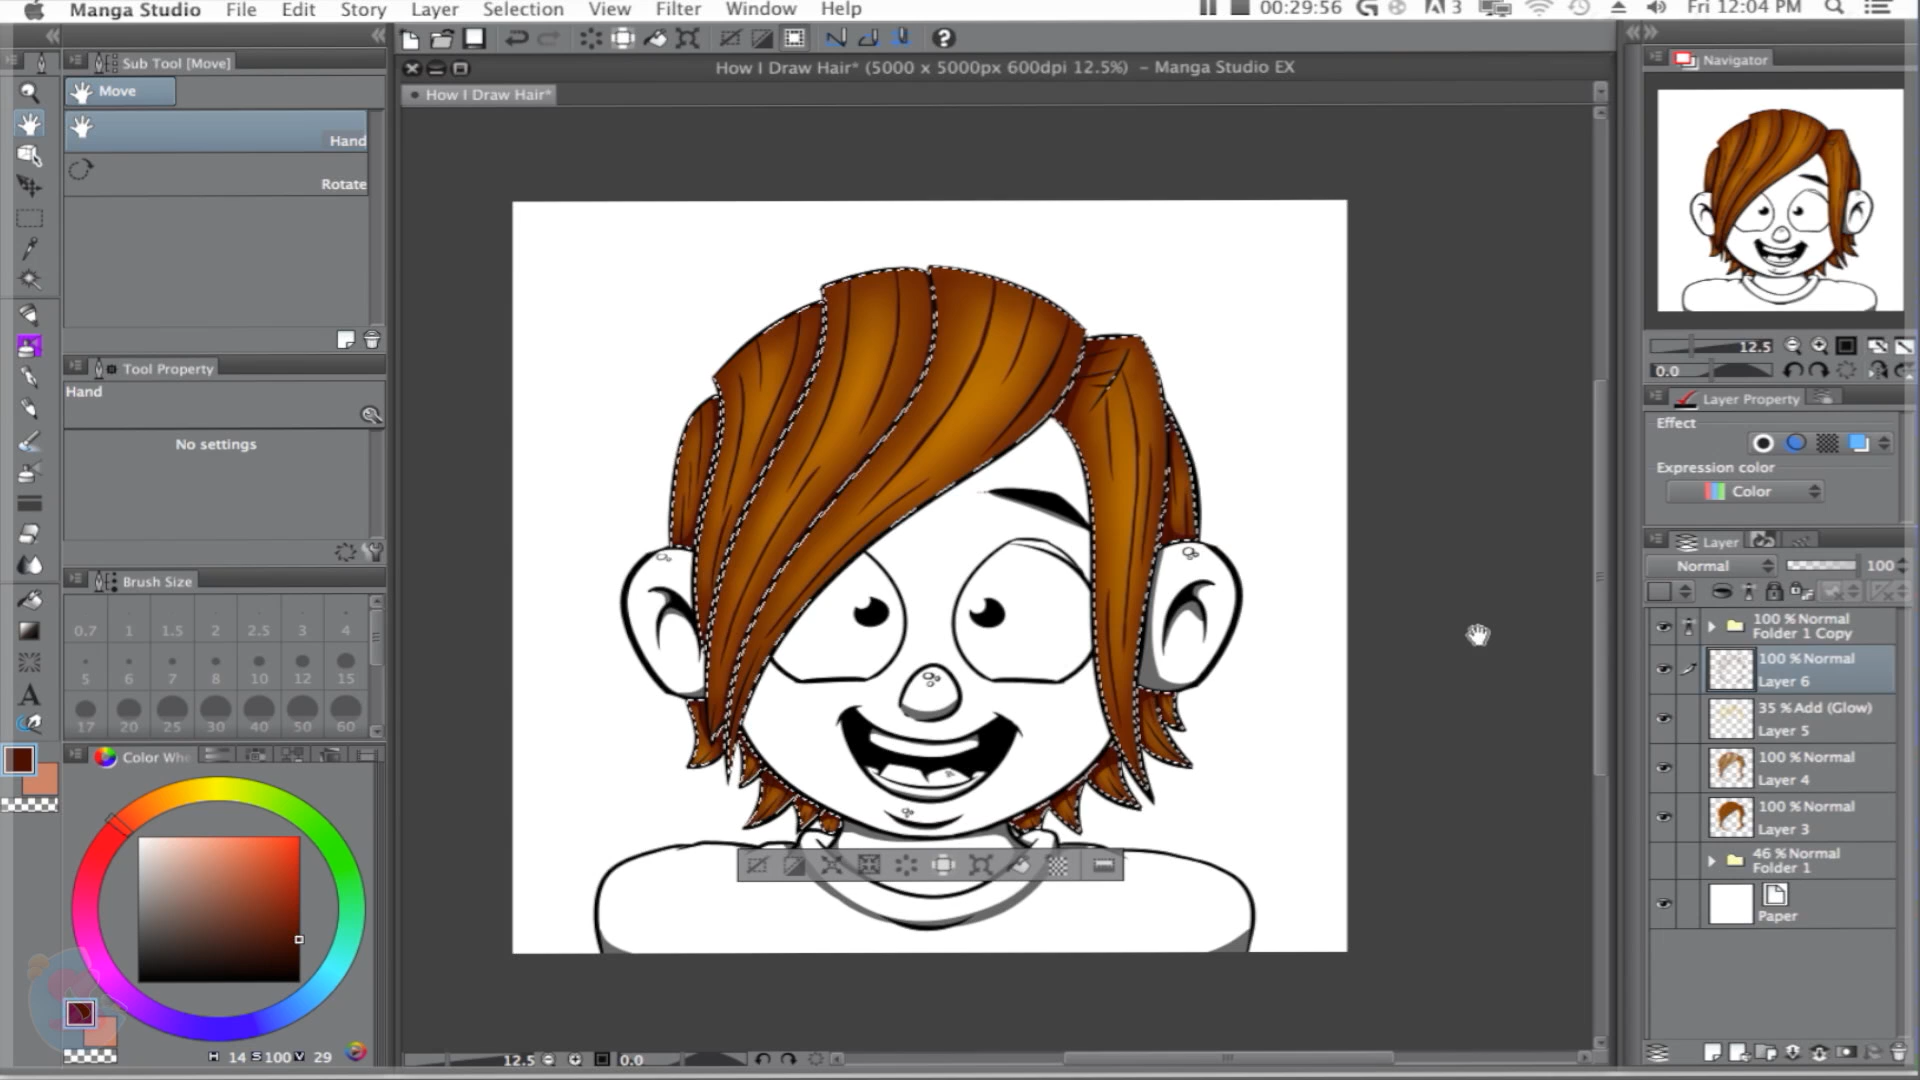 Manga Studio File Edit Story Layer Selection View Filter Window Help 00:29:56 3 Fri 12:04 PM
Sub Tool [Move]
Move
Hand
Rotate
Tool Property
Hand
No settings
Brush Size
0.7 1 1.5 2 2.5 3 4
5 6 7 8 10 12 15
17 20 25 30 40 50 60
Color Whe
H 14 S 100 V 29
How I Draw Hair* (5000 x 5000px 600dpi 12.5%) - Manga Studio EX
How I Draw Hair*
12.5 0.0
Navigator
12.5
0.0
Layer Property
Effect
Expression color
Color
Layer
Normal 100
100 %Normal
Folder 1 Copy
100 %Normal
Layer 6
35 %Add (Glow)
Layer 5
100 %Normal
Layer 4
100 %Normal
Layer 3
46 %Normal
Folder 1
Paper
A